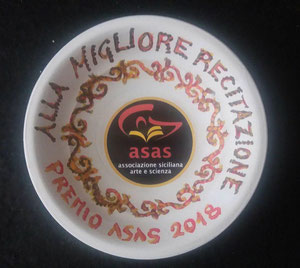 ALLA MIGLIORE RECITAZIONE
asas
associazione siciliana
arte e scienza
PREMIO ASAS 2018